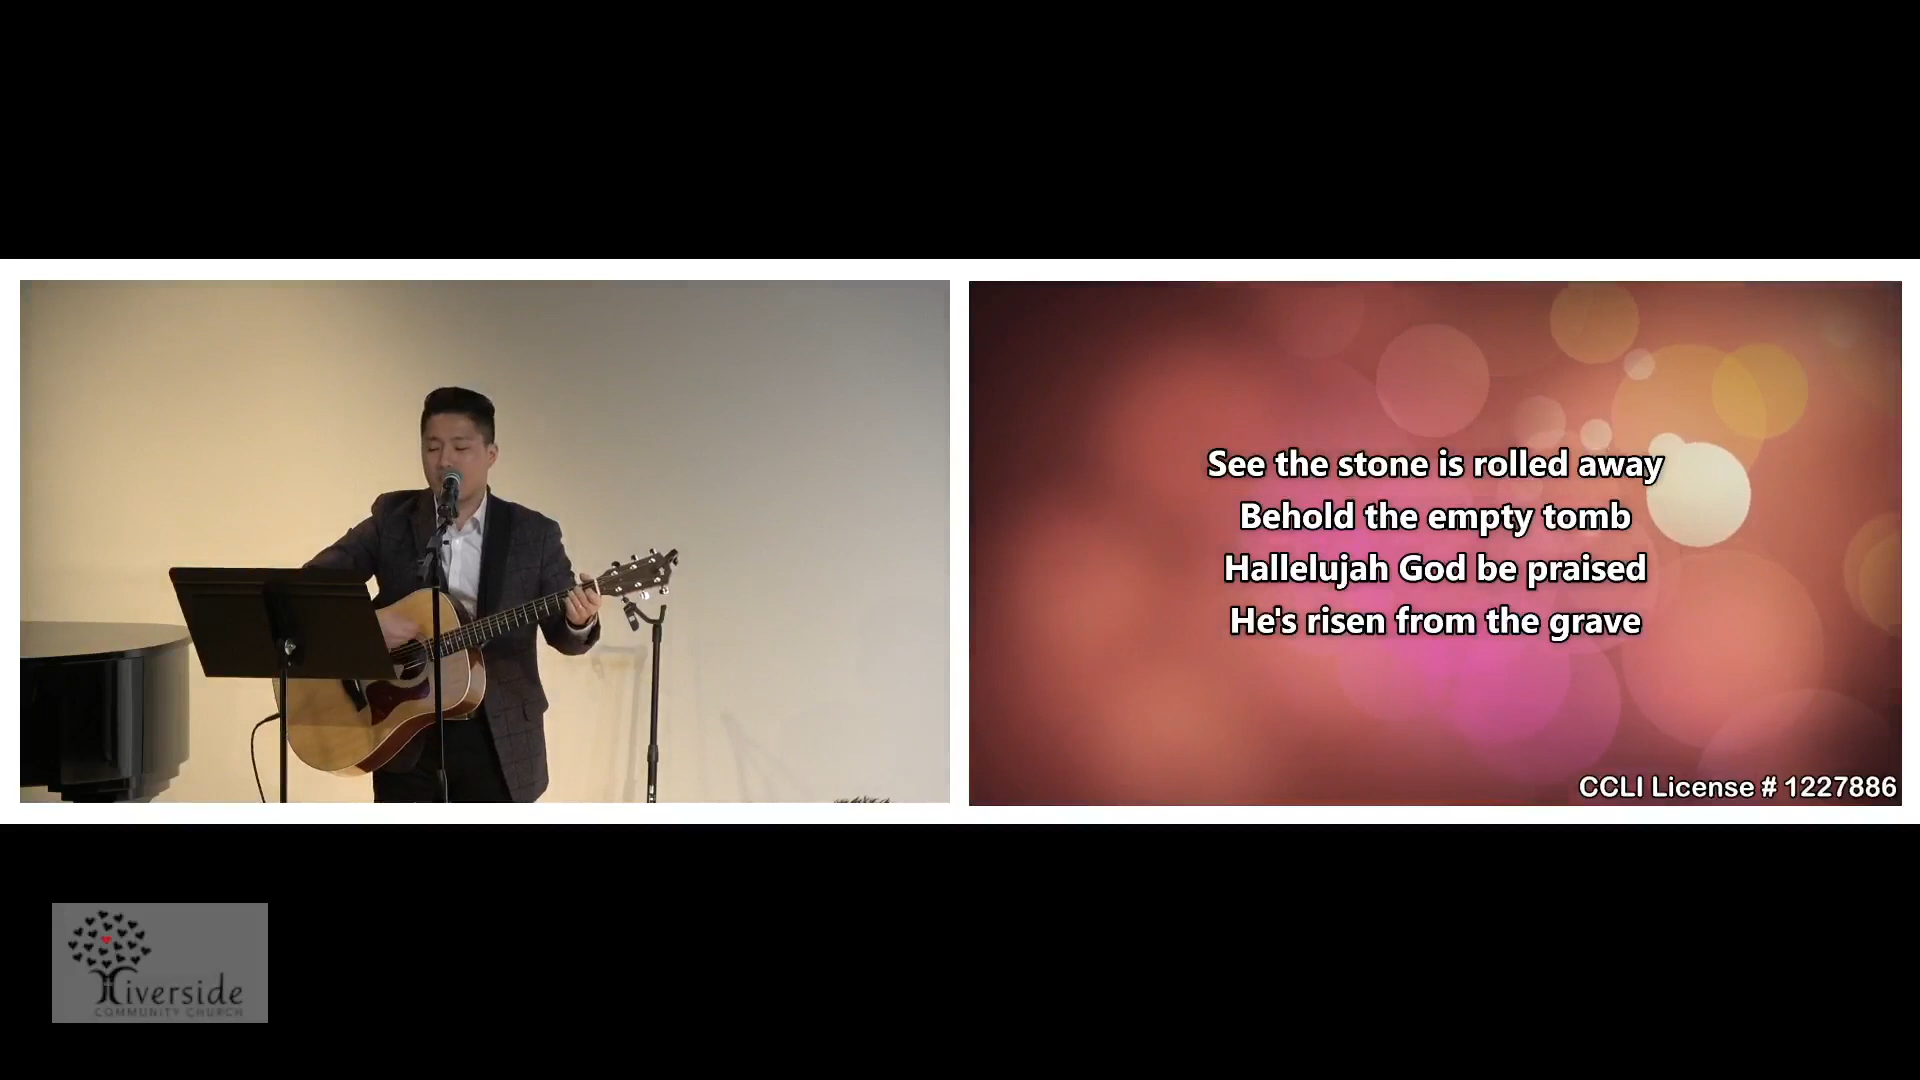 See the stone is rolled away
Behold the empty tomb
Hallelujah God be praised
He's risen from the grave
CCLI License # 1227886
Riverside
COMMUNITY CHURCH